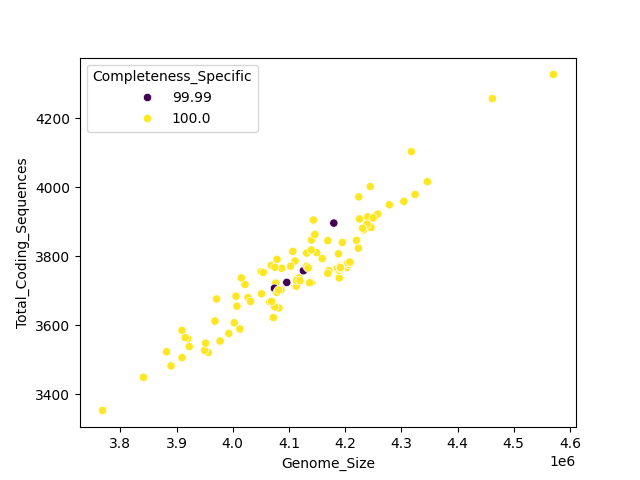 Completeness_Specific
99.99
100.0
4200
4000
3800
3600
3400
Total_Coding_Sequences
3.8 3.9 4.0 4.1 4.2 4.3 4.4 4.5 4.6
1e6
Genome_Size